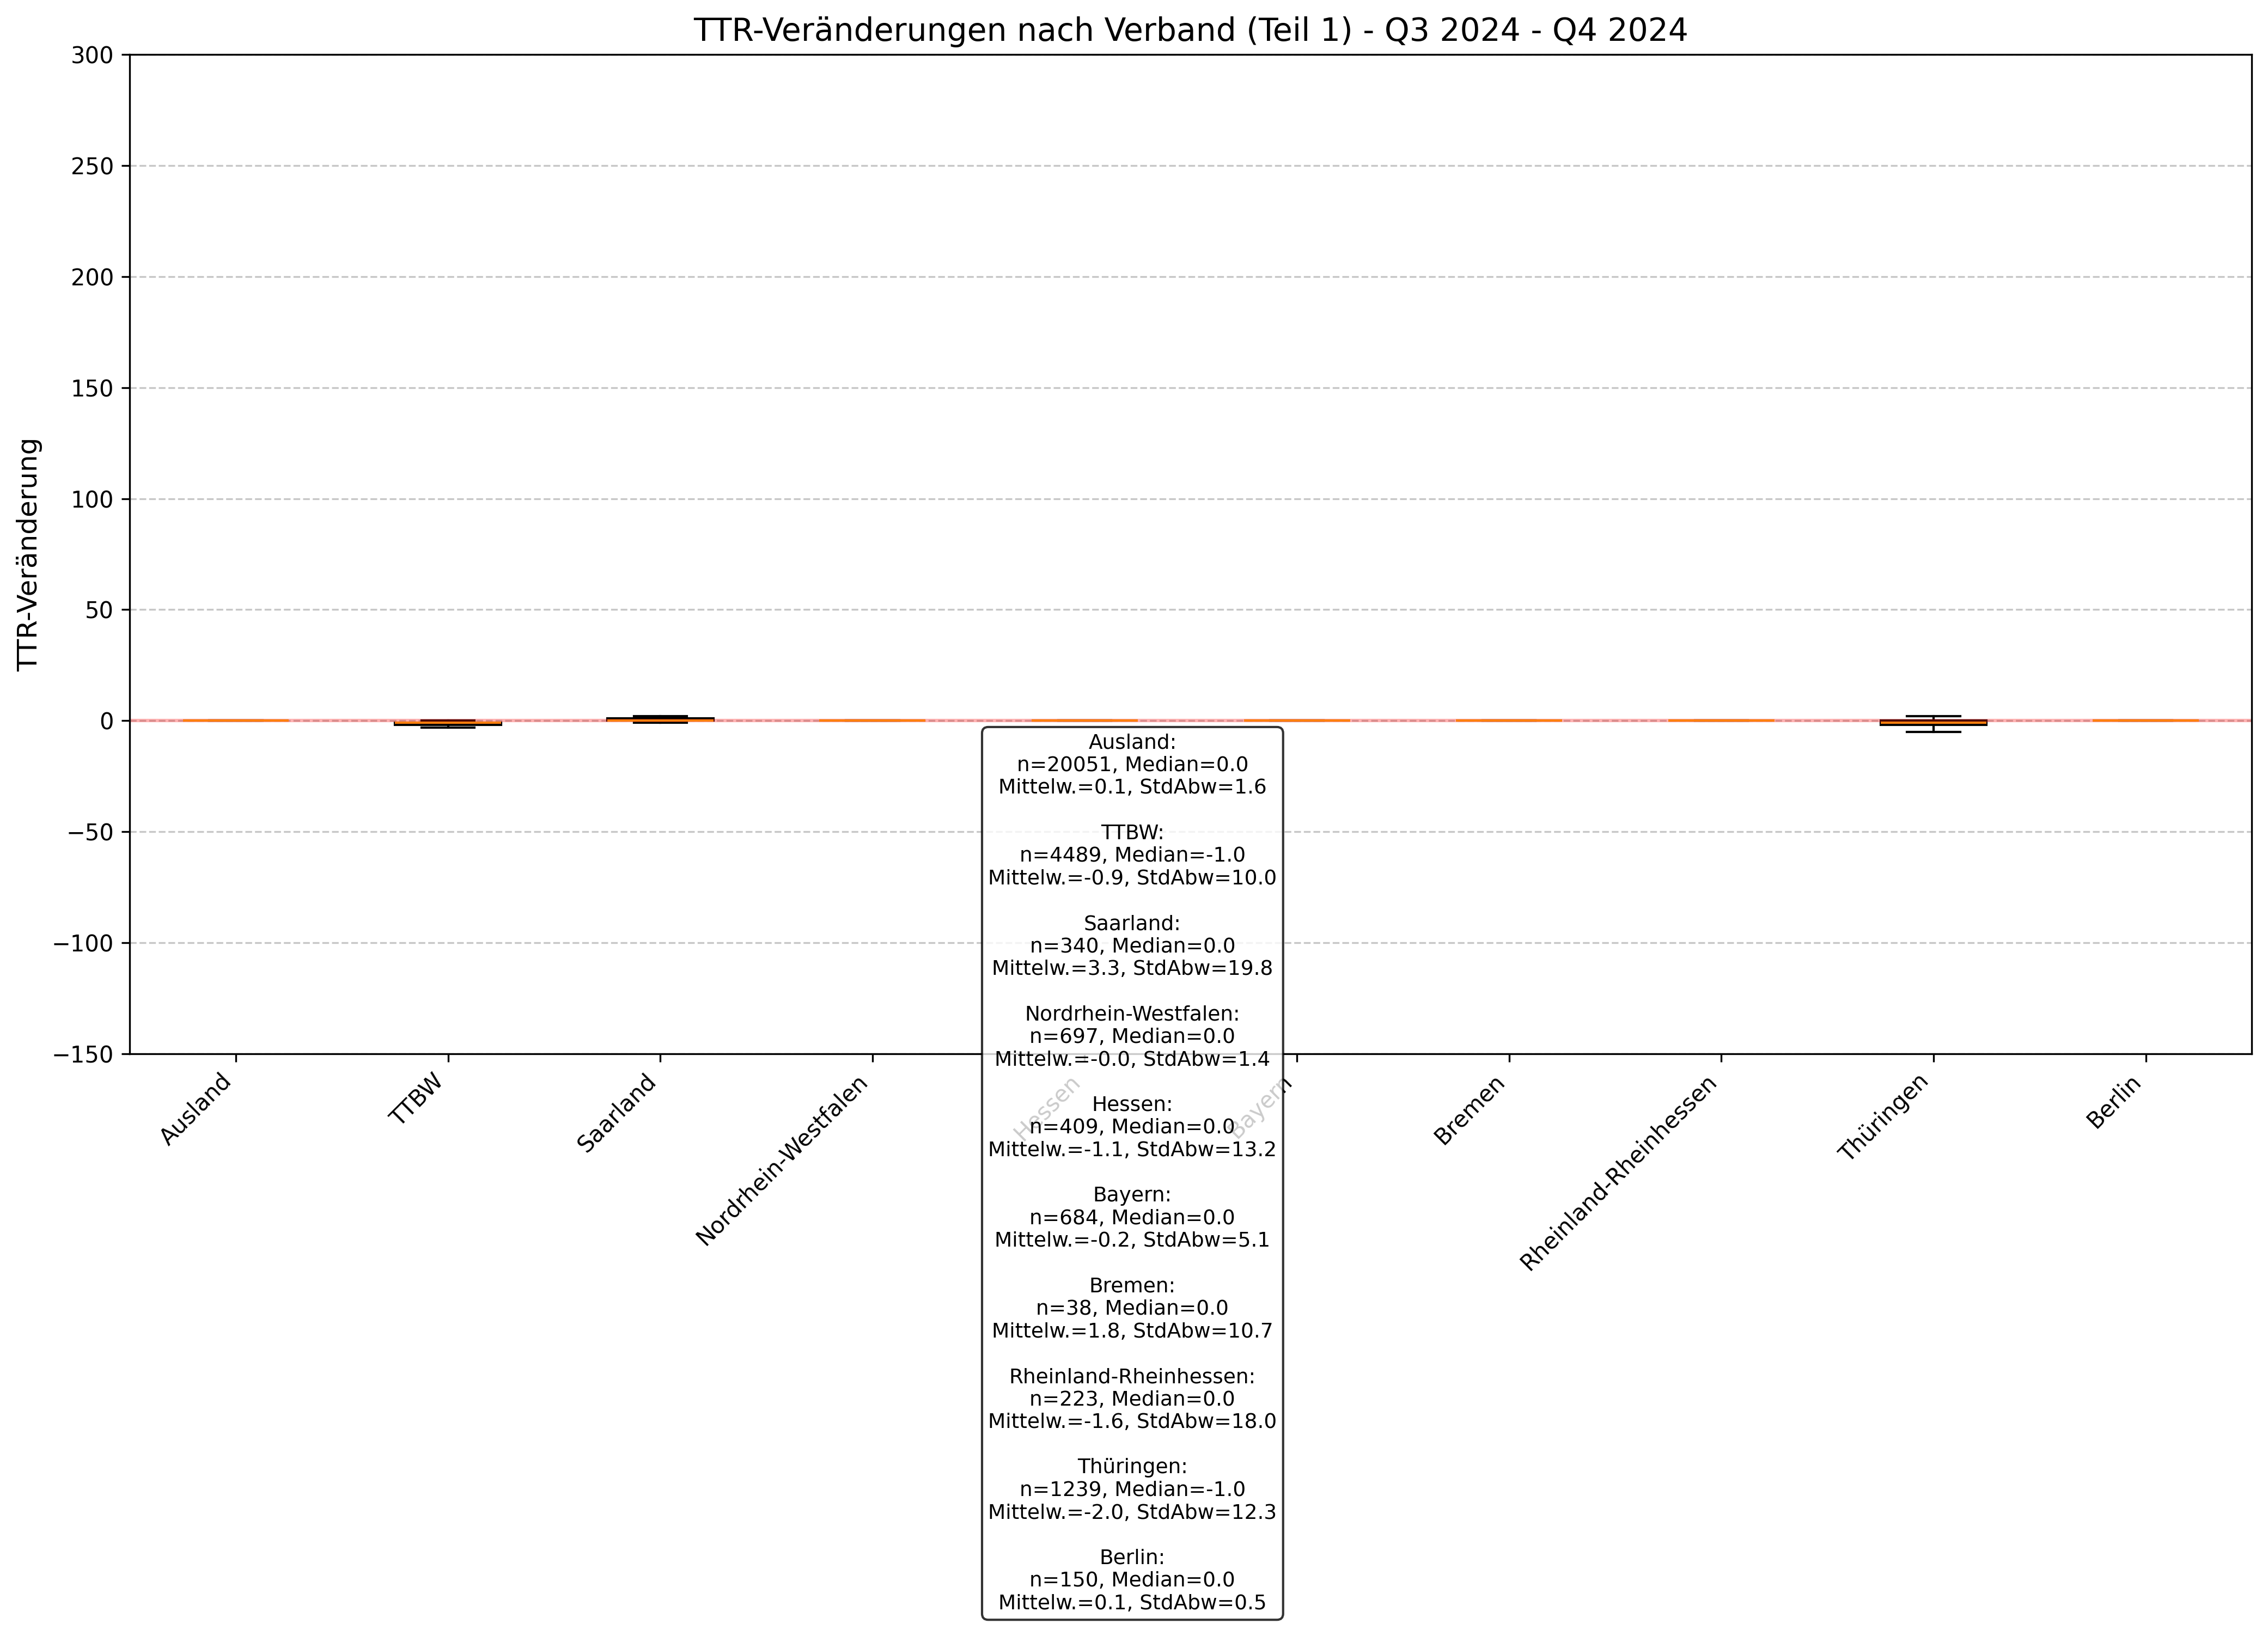 TTR-Veränderungen nach Verband (Teil 1) - Q3 2024 - Q4 2024
TTR-Veränderung
300
250
200
150
100
50
0
−50
−100
−150
Ausland
TTBW
Saarland
Nordrhein-Westfalen
Hessen
Bayern
Bremen
Rheinland-Rheinhessen
Thüringen
Berlin
Ausland:
n=20051, Median=0.0
Mittelw.=0.1, StdAbw=1.6
TTBW:
n=4489, Median=-1.0
Mittelw.=-0.9, StdAbw=10.0
Saarland:
n=340, Median=0.0
Mittelw.=3.3, StdAbw=19.8
Nordrhein-Westfalen:
n=697, Median=0.0
Mittelw.=-0.0, StdAbw=1.4
Hessen:
n=409, Median=0.0
Mittelw.=-1.1, StdAbw=13.2
Bayern:
n=684, Median=0.0
Mittelw.=-0.2, StdAbw=5.1
Bremen:
n=38, Median=0.0
Mittelw.=1.8, StdAbw=10.7
Rheinland-Rheinhessen:
n=223, Median=0.0
Mittelw.=-1.6, StdAbw=18.0
Thüringen:
n=1239, Median=-1.0
Mittelw.=-2.0, StdAbw=12.3
Berlin:
n=150, Median=0.0
Mittelw.=0.1, StdAbw=0.5